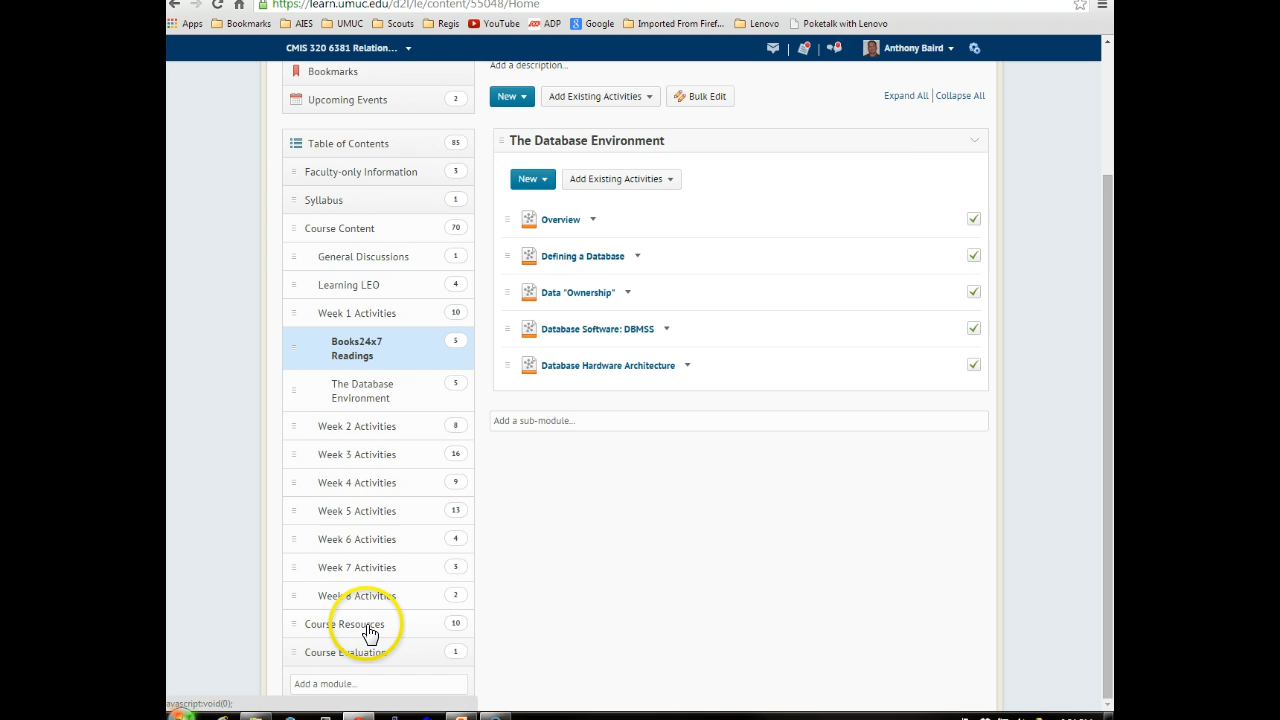 https://learn.umuc.edu/d2l/le/content/55048/Home
Apps Bookmarks AIES UMUC Scouts Regis YouTube ADP Google Imported From Firef... Lenovo Poketalk with Lenovo
CMIS 320 6381 Relation... Anthony Baird
Bookmarks
Upcoming Events 2
Table of Contents 85
Faculty-only Information 3
Syllabus 1
Course Content 70
General Discussions 1
Learning LEO 4
Week 1 Activities 10
Books24x7
Readings 5
The Database
Environment 5
Week 2 Activities 8
Week 3 Activities 16
Week 4 Activities 9
Week 5 Activities 13
Week 6 Activities 4
Week 7 Activities 3
Week 8 Activities 2
Course Resources 10
Course Evaluation 1
Add a module...
Add a description...
New Add Existing Activities Bulk Edit Expand All Collapse All
The Database Environment
New Add Existing Activities
Overview
Defining a Database
Data "Ownership"
Database Software: DBMSS
Database Hardware Architecture
Add a sub-module...
avascript:void(0);